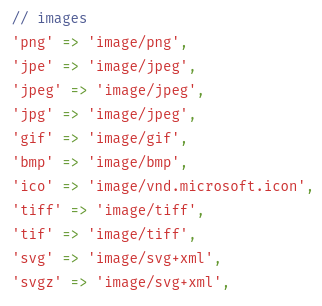 // images
'png' => 'image/png',
'jpe' => 'image/jpeg',
'jpeg' => 'image/jpeg',
'jpg' => 'image/jpeg',
'gif' => 'image/gif',
'bmp' => 'image/bmp',
'ico' => 'image/vnd.microsoft.icon',
'tiff' => 'image/tiff',
'tif' => 'image/tiff',
'svg' => 'image/svg+xml',
'svgz' => 'image/svg+xml',